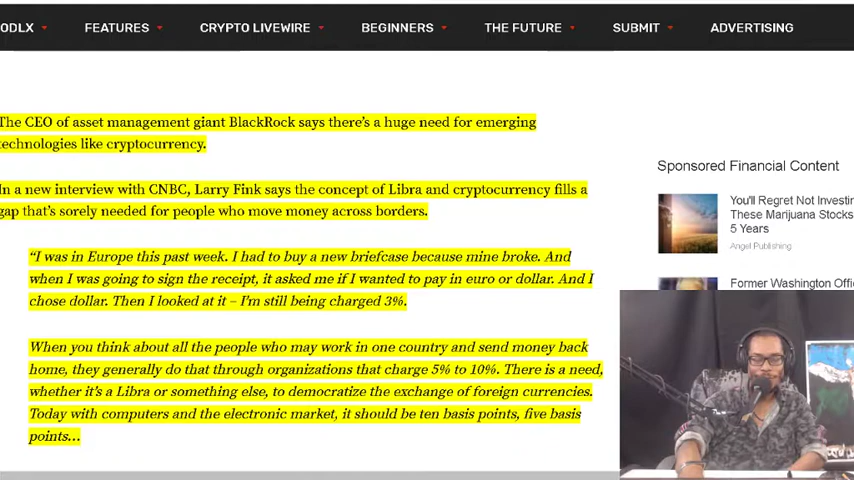 ODLX
FEATURES
CRYPTO LIVEWIRE
BEGINNERS
THE FUTURE
SUBMIT
ADVERTISING
The CEO of asset management giant BlackRock says there's a huge need for emerging
technologies like cryptocurrency.
In a new interview with CNBC, Larry Fink says the concept of Libra and cryptocurrency fills a
gap that's sorely needed for people who move money across borders.
“I was in Europe this past week. I had to buy a new briefcase because mine broke. And
when I was going to sign the receipt, it asked me if I wanted to pay in euro or dollar. And I
chose dollar. Then I looked at it – I'm still being charged 3%.
When you think about all the people who may work in one country and send money back
home, they generally do that through organizations that charge 5% to 10%. There is a need,
whether it's a Libra or something else, to democratize the exchange of foreign currencies.
Today with computers and the electronic market, it should be ten basis points, five basis
points…
Sponsored Financial Content
You'll Regret Not Investin
These Marijuana Stocks
5 Years
Angel Publishing
Former Washington Offic